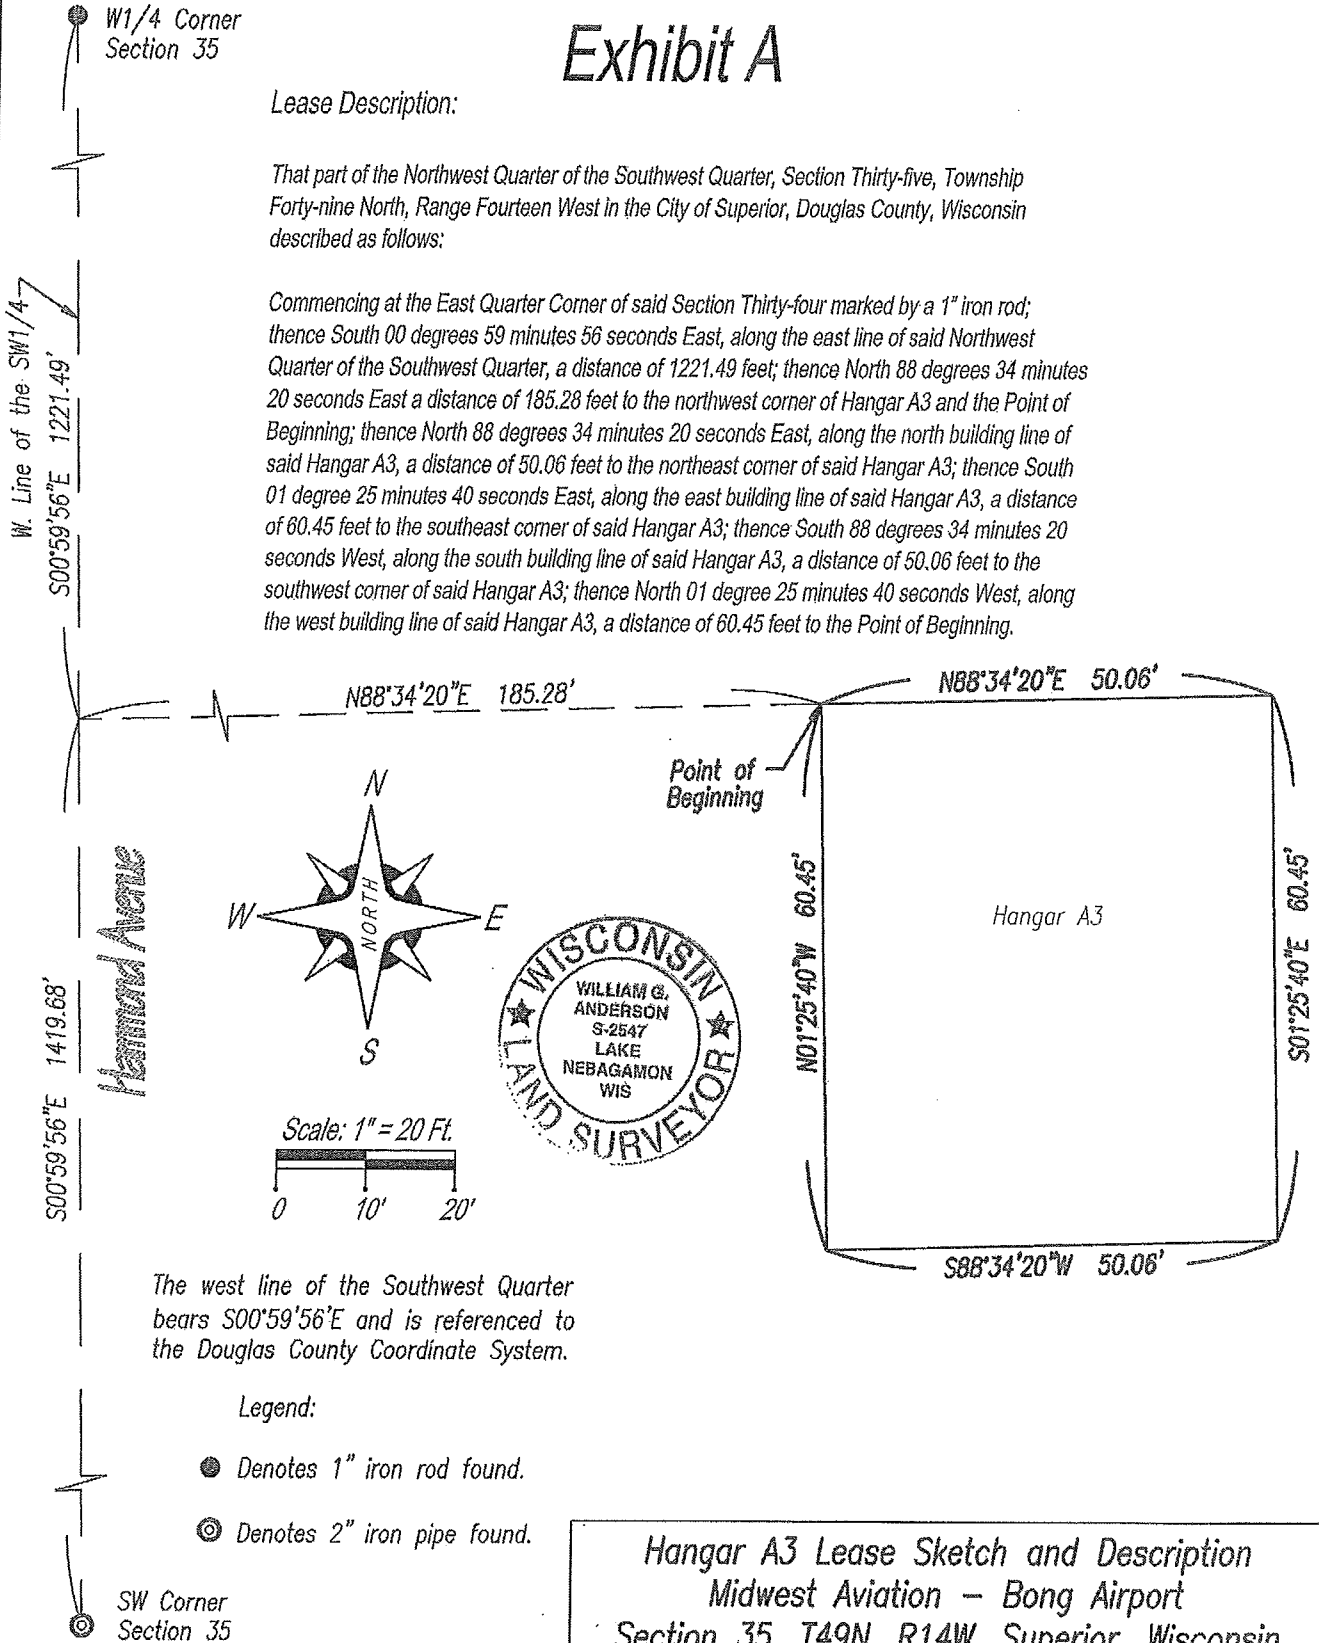 W1/4 Corner
Section 35
Exhibit A
Lease Description:
That part of the Northwest Quarter of the Southwest Quarter, Section Thirty-five, Township
Forty-nine North, Range Fourteen West in the City of Superior, Douglas County, Wisconsin
described as follows:
Commencing at the East Quarter Corner of said Section Thirty-four marked by a 1" iron rod;
thence South 00 degrees 59 minutes 56 seconds East, along the east line of said Northwest
Quarter of the Southwest Quarter, a distance of 1221.49 feet; thence North 88 degrees 34 minutes
20 seconds East a distance of 185.28 feet to the northwest corner of Hangar A3 and the Point of
Beginning; thence North 88 degrees 34 minutes 20 seconds East, along the north building line of
said Hangar A3, a distance of 50.06 feet to the northeast corner of said Hangar A3; thence South
01 degree 25 minutes 40 seconds East, along the east building line of said Hangar A3, a distance
of 60.45 feet to the southeast corner of said Hangar A3; thence South 88 degrees 34 minutes 20
seconds West, along the south building line of said Hangar A3, a distance of 50.06 feet to the
southwest corner of said Hangar A3; thence North 01 degree 25 minutes 40 seconds West, along
the west building line of said Hangar A3, a distance of 60.45 feet to the Point of Beginning.
W. Line of the SW1/4
S00°59'56"E 1221.49'
N88°34'20"E 185.28'
N88°34'20"E 50.06'
Point of
Beginning
N01°25'40"W 60.45'
Hangar A3
S01°25'40"E 60.45'
S88°34'20"W 50.06'
Hammond Avenue
S00°59'56"E 1419.68'
N
W
E
S
NORTH
WISCONSIN
WILLIAM G.
ANDERSON
S-2547
LAKE
NEBAGAMON
WIS
LAND SURVEYOR
Scale: 1" = 20 Ft.
0 10' 20'
The west line of the Southwest Quarter
bears S00°59'56'E and is referenced to
the Douglas County Coordinate System.
Legend:
Denotes 1" iron rod found.
Denotes 2" iron pipe found.
SW Corner
Section 35
Hangar A3 Lease Sketch and Description
Midwest Aviation – Bong Airport
Section 35, T49N, R14W, Superior, Wisconsin